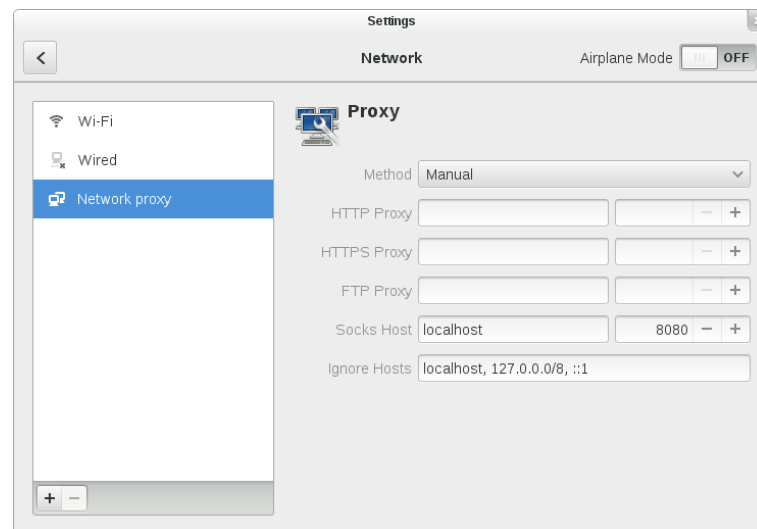 Settings
Network
Airplane Mode OFF
Wi-Fi
Wired
Network proxy
Proxy
Method Manual
HTTP Proxy
HTTPS Proxy
FTP Proxy
Socks Host localhost 8080
Ignore Hosts localhost, 127.0.0.0/8, ::1